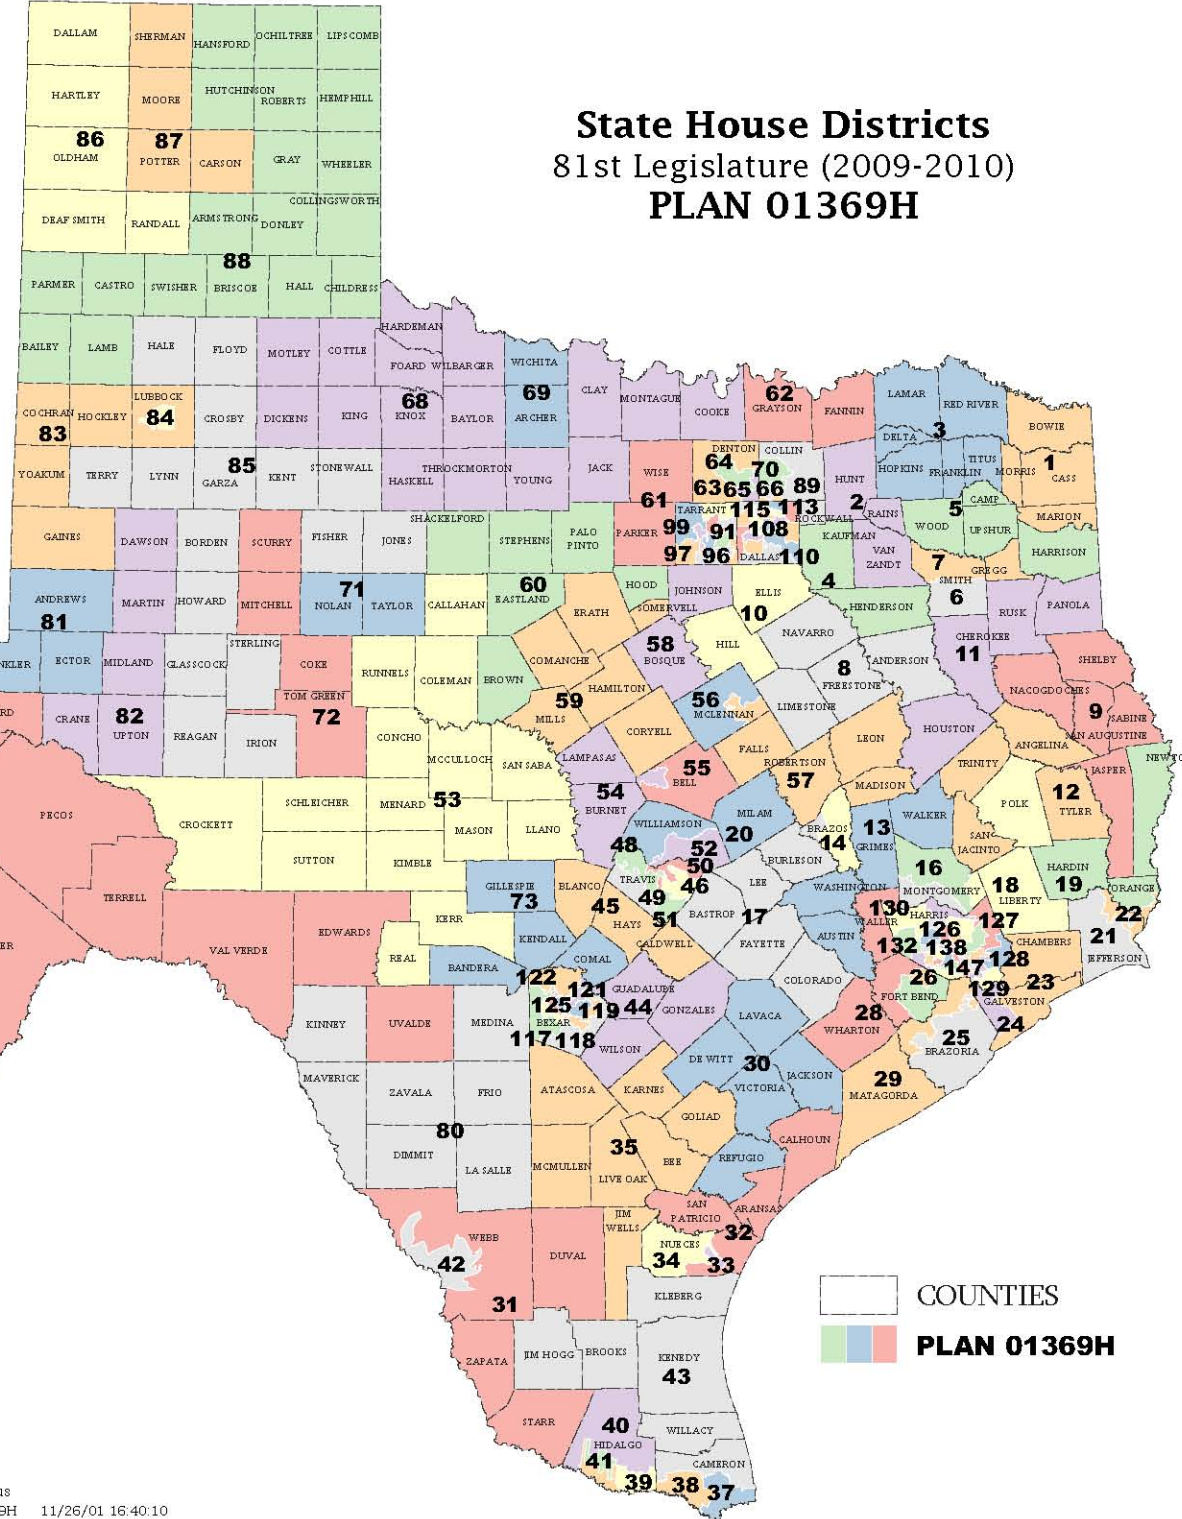 State House Districts
81st Legislature (2009-2010)
PLAN 01369H
DALLAM
SHERMAN
HANSFORD
OCHILTREE
LIPSCOMB
HARTLEY
MOORE
HUTCHINSON
ROBERTS
HEMPHILL
86
87
OLDHAM
POTTER
CARSON
GRAY
WHEELER
COLLINGSWORTH
DEAF SMITH
RANDALL
ARMSTRONG
DONLEY
88
PARMER
CASTRO
SWISHER
BRISCOE
HALL
CHILDRESS
HARDEMAN
BAILEY
LAMB
HALE
FLOYD
MOTLEY
COTTLE
FOARD
WILBARGER
WICHITA
69
ARCHER
CLAY
MONTAGUE
COOKE
62
GRAYSON
FANNIN
LAMAR
RED RIVER
3
DELTA
BOWIE
COCHRAN
83
HOCKLEY
LUBBOCK
84
CROSBY
DICKENS
KING
68
KNOX
BAYLOR
YOAKUM
TERRY
LYNN
85
GARZA
KENT
STONEWALL
HASKELL
THROCKMORTON
YOUNG
JACK
WISE
61
DENTON
COLLIN
64
70
63
65
66
89
HUNT
2
HOPKINS
FRANKLIN
TITUS
MORRIS
1
CASS
CAMP
5
RAINS
WOOD
UPSHUR
MARION
GAINES
DAWSON
BORDEN
SCURRY
FISHER
JONES
SHACKELFORD
STEPHENS
PALO
PINTO
PARKER
TARRANT
115
113
ROCKWALL
99
91
108
97
96
DALLAS
110
KAUFMAN
4
VAN
ZANDT
7
SMITH
6
GREGG
HARRISON
ANDREWS
81
MARTIN
HOWARD
MITCHELL
71
NOLAN
TAYLOR
CALLAHAN
60
EASTLAND
ERATH
HOOD
SOMERVELL
JOHNSON
ELLIS
10
HENDERSON
RUSK
PANOLA
NKLER
ECTOR
MIDLAND
GLASSCOCK
STERLING
COKE
RUNNELS
COLEMAN
BROWN
COMANCHE
58
BOSQUE
HILL
NAVARRO
8
FREESTONE
ANDERSON
CHEROKEE
11
SHELBY
NACOGDOCHES
RD
CRANE
82
UPTON
REAGAN
IRION
TOM GREEN
72
CONCHO
59
MILLS
HAMILTON
56
MCLENNAN
LIMESTONE
CORYELL
FALLS
ROBERTSON
LEON
HOUSTON
9
SABINE
SAN AUGUSTINE
ANGELINA
TRINITY
NEWTO
JASPER
MCCULLOCH
SAN SABA
LAMPASAS
55
BELL
57
MADISON
PECOS
CROCKETT
SCHLEICHER
MENARD
53
MASON
LLANO
54
BURNET
WILLIAMSON
MILAM
20
BRAZOS
14
13
GRIMES
WALKER
POLK
12
TYLER
SAN
JACINTO
SUTTON
KIMBLE
48
52
50
TRAVIS
46
49
51
BURLESON
LEE
BASTROP
17
FAYETTE
WASHINGTON
16
MONTGOMERY
18
LIBERTY
HARDIN
19
ORANGE
22
21
JEFFERSON
TERRELL
GILLESPIE
73
BLANCO
45
HAYS
CALDWELL
AUSTIN
130
WALLER
HARRIS
127
126
132
138
128
147
CHAMBERS
23
129
GALVESTON
24
ER
VAL VERDE
EDWARDS
KERR
REAL
BANDERA
KENDALL
COMAL
122
121
125
119
BEXAR
117
118
GUADALUPE
44
GONZALES
COLORADO
26
FORT BEND
28
WHARTON
25
BRAZORIA
KINNEY
UVALDE
MEDINA
WILSON
LAVACA
DE WITT
30
VICTORIA
JACKSON
29
MATAGORDA
MAVERICK
ZAVALA
FRIO
ATASCOSA
KARNES
GOLIAD
80
DIMMIT
LA SALLE
MCMULLEN
35
LIVE OAK
BEE
REFUGIO
CALHOUN
ARANSAS
SAN
PATRICIO
32
WEBB
42
31
DUVAL
JIM
WELLS
NUECES
34
33
KLEBERG
ZAPATA
JIM HOGG
BROOKS
KENEDY
43
STARR
40
HIDALGO
41
39
38
37
WILLACY
CAMERON
COUNTIES
PLAN 01369H
us
9H 11/26/01 16:40:10